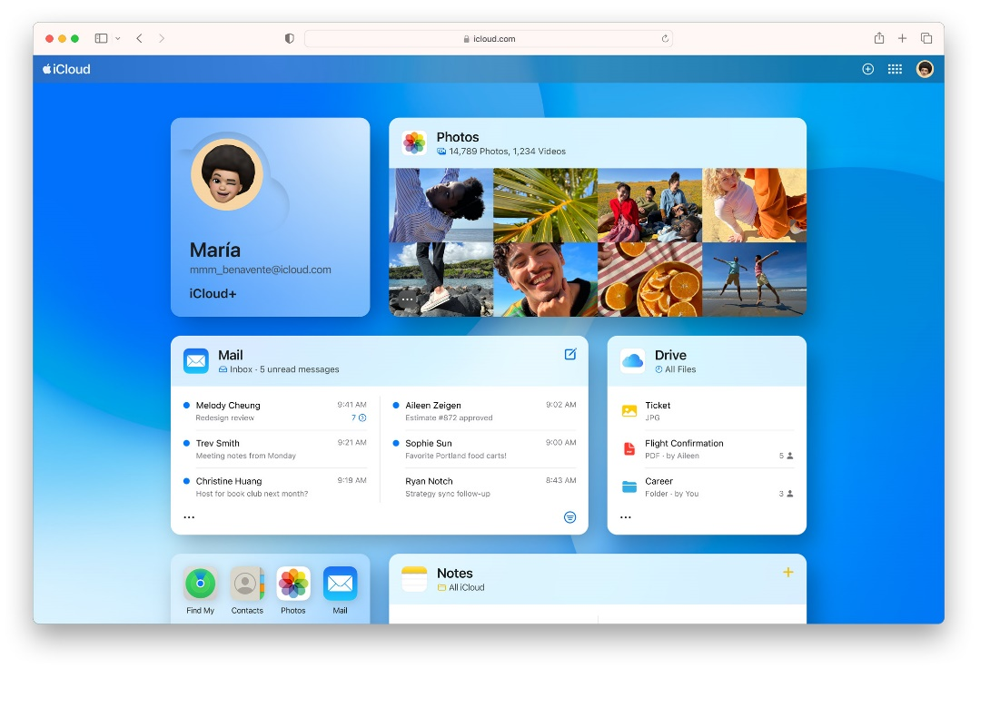 icloud.com
iCloud
María
mmm_benavente@icloud.com
iCloud+
Photos
14,789 Photos, 1,234 Videos
Mail
Inbox · 5 unread messages
Melody Cheung 9:41 AM
Redesign review 7
Trev Smith 9:21 AM
Meeting notes from Monday
Christine Huang 9:19 AM
Host for book club next month?
Aileen Zeigen 9:02 AM
Estimate #872 approved
Sophie Sun 9:00 AM
Favorite Portland food carts!
Ryan Notch 8:43 AM
Strategy sync follow-up
Drive
All Files
Ticket
JPG
Flight Confirmation
PDF · by Aileen 5
Career
Folder · by You 3
Find My Contacts Photos Mail
Notes
All iCloud